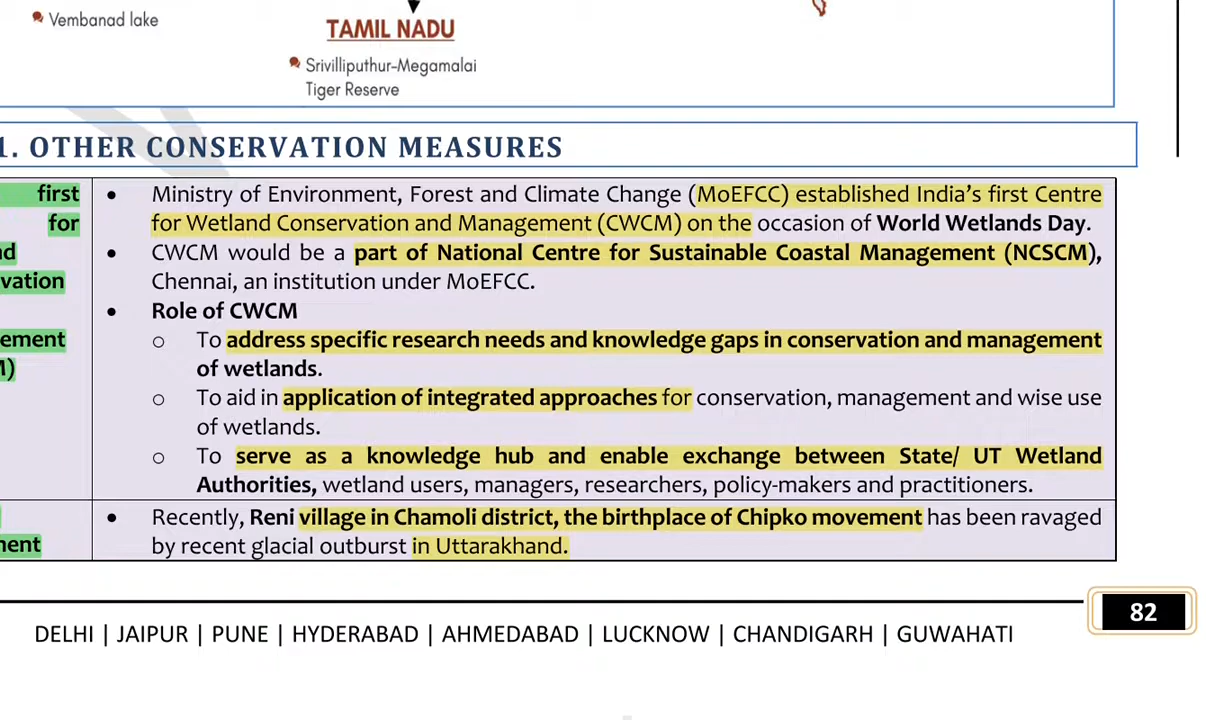 Vembanad lake
TAMIL NADU
Srivilliputhur-Megamalai
Tiger Reserve
1. OTHER CONSERVATION MEASURES
first
for
vation
ement
• Ministry of Environment, Forest and Climate Change (MoEFCC) established India's first Centre
for Wetland Conservation and Management (CWCM) on the occasion of World Wetlands Day.
• CWCM would be a part of National Centre for Sustainable Coastal Management (NCSCM),
Chennai, an institution under MoEFCC.
• Role of CWCM
o To address specific research needs and knowledge gaps in conservation and management
of wetlands.
o To aid in application of integrated approaches for conservation, management and wise use
of wetlands.
o To serve as a knowledge hub and enable exchange between State/ UT Wetland
Authorities, wetland users, managers, researchers, policy-makers and practitioners.
ment
• Recently, Reni village in Chamoli district, the birthplace of Chipko movement has been ravaged
by recent glacial outburst in Uttarakhand.
82
DELHI | JAIPUR | PUNE | HYDERABAD | AHMEDABAD | LUCKNOW | CHANDIGARH | GUWAHATI